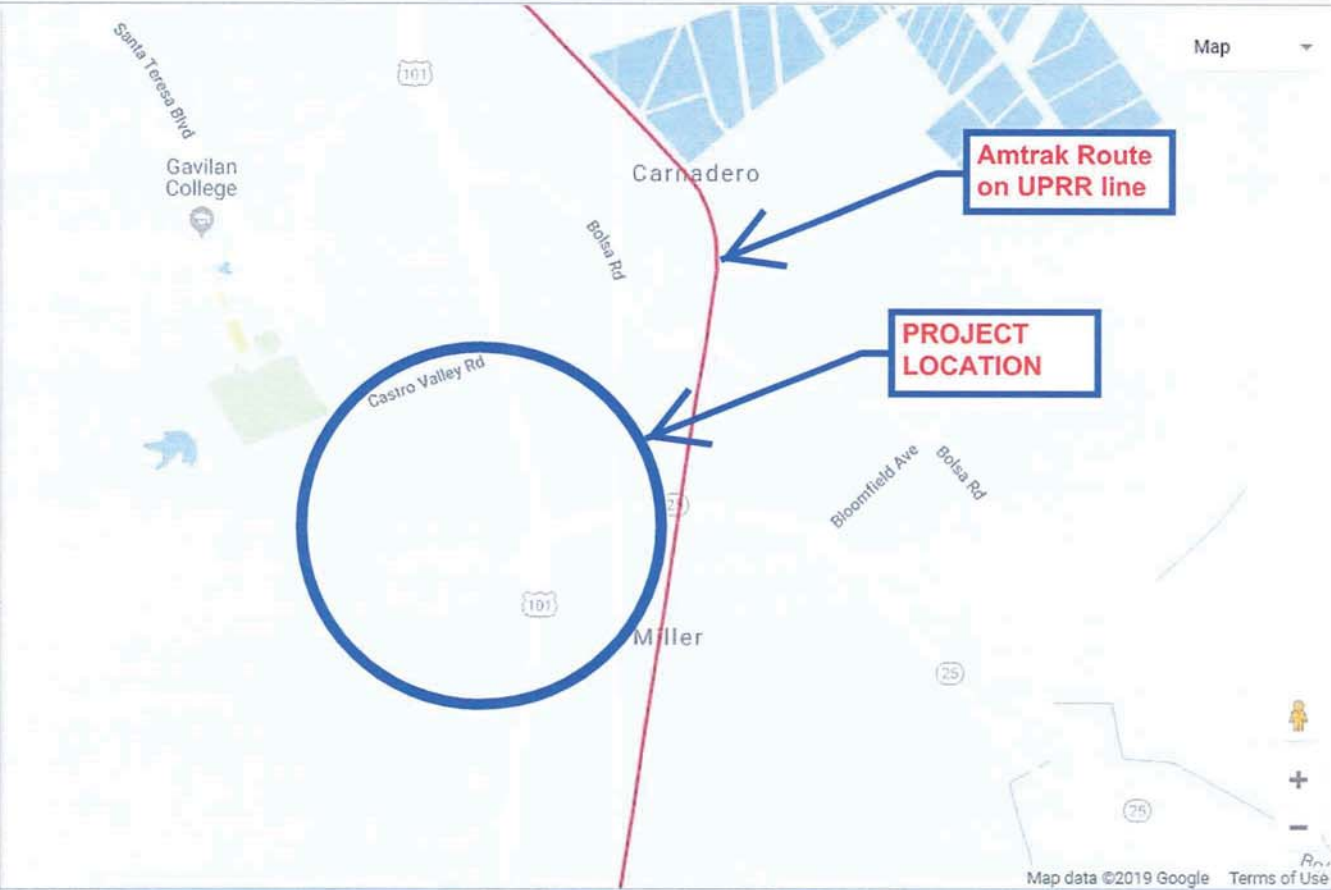 Santa Teresa Blvd
101
Map
Gavilan
College
Carnadero
Amtrak Route
on UPRR line
Bolsa Rd
PROJECT
LOCATION
Castro Valley Rd
Bloomfield Ave
Bolsa Rd
25
101
Miller
25
25
Map data ©2019 Google
Terms of Use